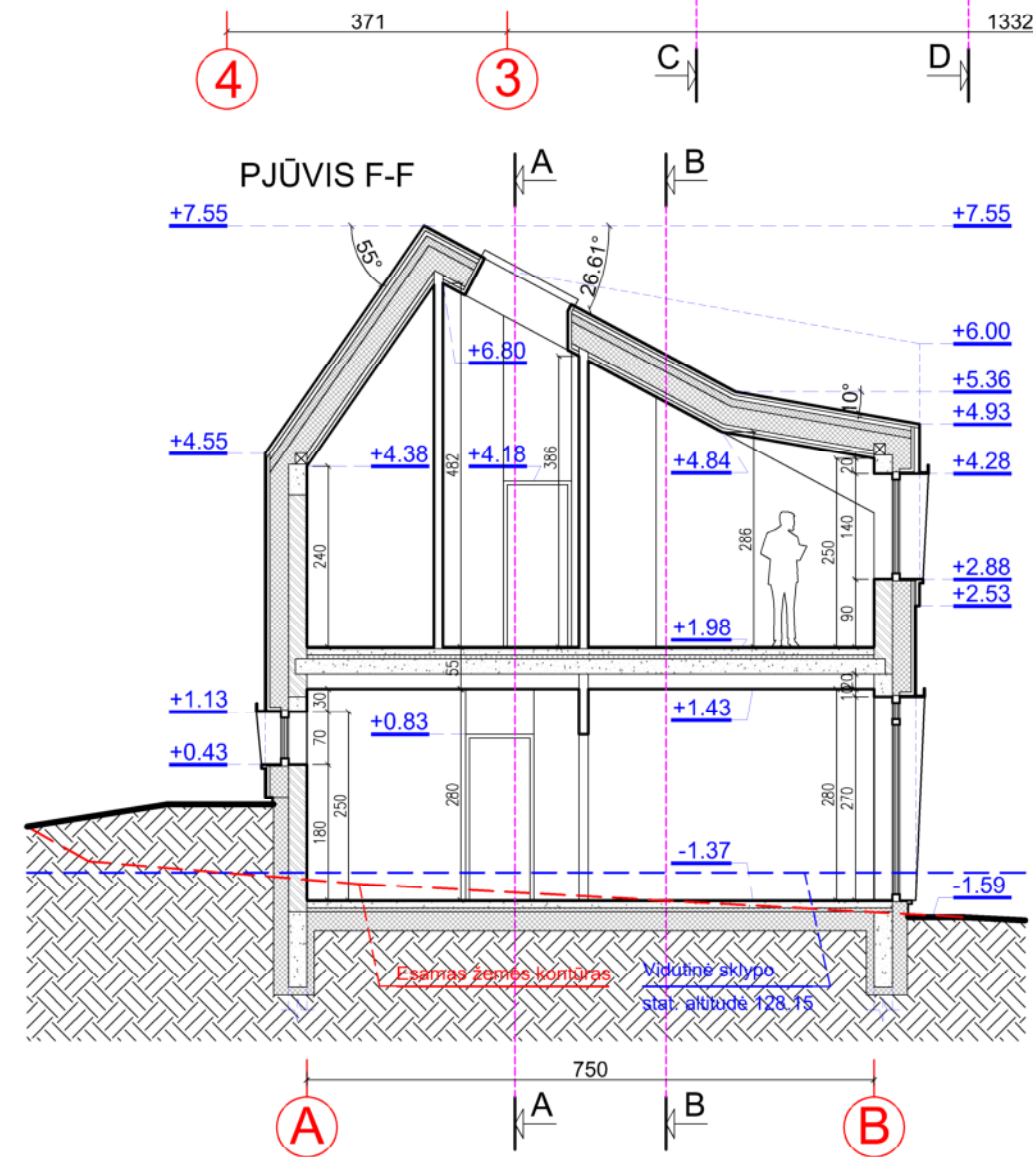 371 1332
4 3 C D
PJŪVIS F-F A B
+7.55 +7.55
55° 26.61°
+6.00
+6.80
+5.36
10°
+4.93
+4.55 +4.38 482 +4.18 386 +4.84 20 +4.28
240 286 250 140
+2.88
+2.53
90
+1.98
55
+1.13 30 120 +1.43
+0.83
70
+0.43
250 280 280 270
180
-1.37
-1.59
Esamas žemės kontūras Vidutinė sklypo
stat. altitudė 128.15
750
A A B B